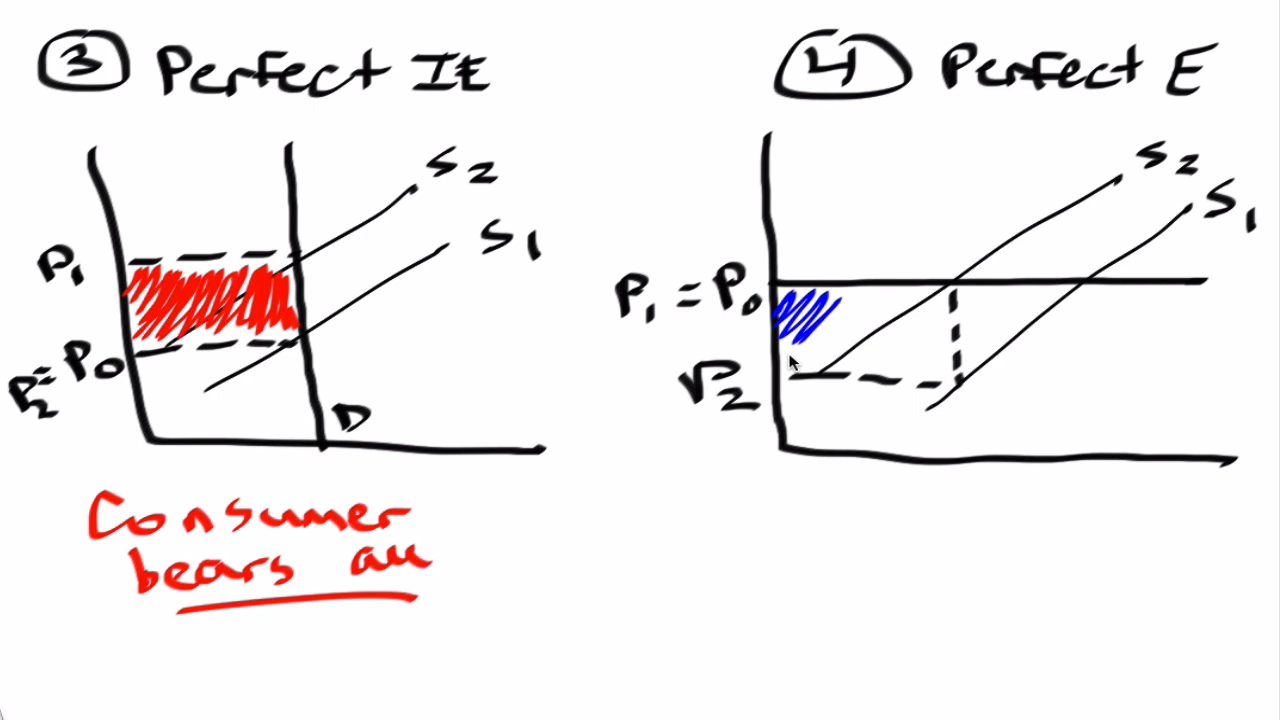 3 Perfect IE
4 Perfect E
S2
S1
P1
P2 = P0
D
Consumer
bears all
S2
S1
P1 = P0
P2